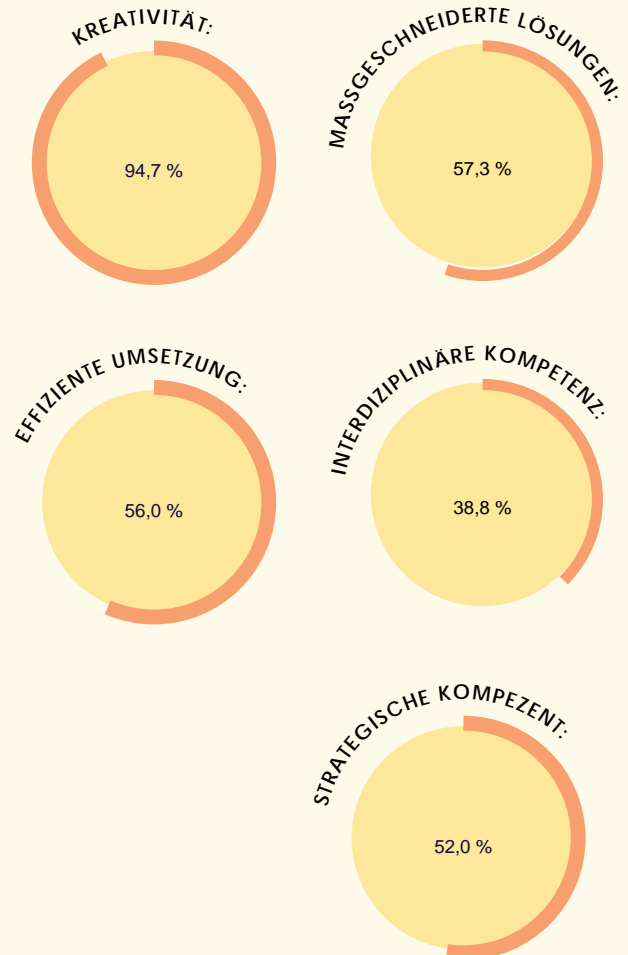 KREATIVITÄT:
94,7 %
MASSGESCHNEIDERTE LÖSUNGEN:
57,3 %
EFFIZIENTE UMSETZUNG:
56,0 %
INTERDIZIPLINÄRE KOMPETENZ:
38,8 %
STRATEGISCHE KOMPEZENT:
52,0 %